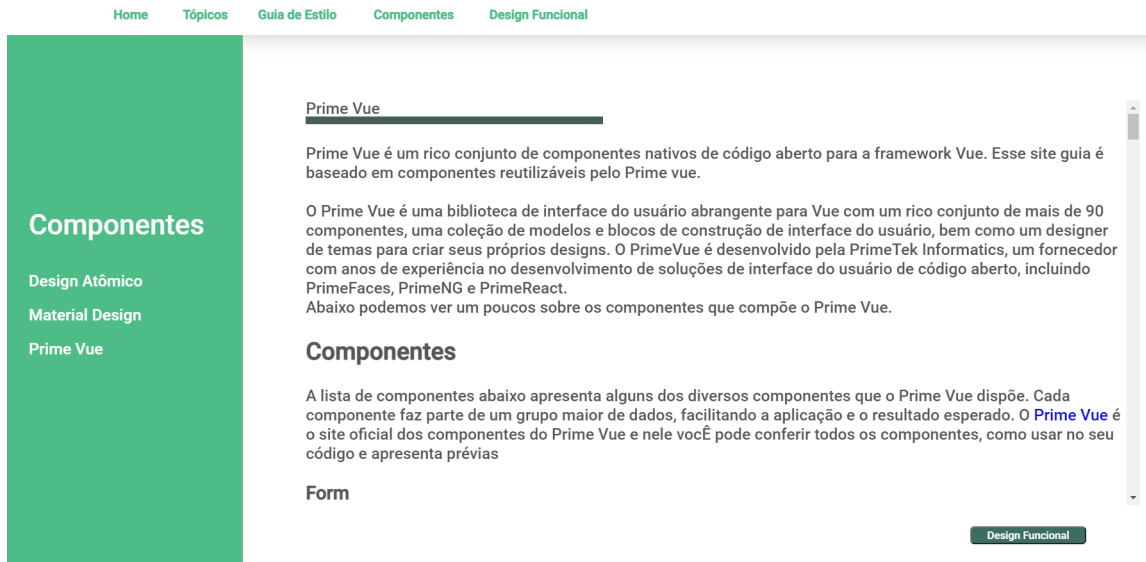 Home Tópicos Guia de Estilo Componentes Design Funcional
Componentes
Design Atômico
Material Design
Prime Vue
Prime Vue
Prime Vue é um rico conjunto de componentes nativos de código aberto para a framework Vue. Esse site guia é
baseado em componentes reutilizáveis pelo Prime vue.
O Prime Vue é uma biblioteca de interface do usuário abrangente para Vue com um rico conjunto de mais de 90
componentes, uma coleção de modelos e blocos de construção de interface do usuário, bem como um designer
de temas para criar seus próprios designs. O PrimeVue é desenvolvido pela PrimeTek Informatics, um fornecedor
com anos de experiência no desenvolvimento de soluções de interface do usuário de código aberto, incluindo
PrimeFaces, PrimeNG e PrimeReact.
Abaixo podemos ver um poucos sobre os componentes que compõe o Prime Vue.
Componentes
A lista de componentes abaixo apresenta alguns dos diversos componentes que o Prime Vue dispõe. Cada
componente faz parte de um grupo maior de dados, facilitando a aplicação e o resultado esperado. O Prime Vue é
o site oficial dos componentes do Prime Vue e nele vocÊ pode conferir todos os componentes, como usar no seu
código e apresenta prévias
Form
Design Funcional